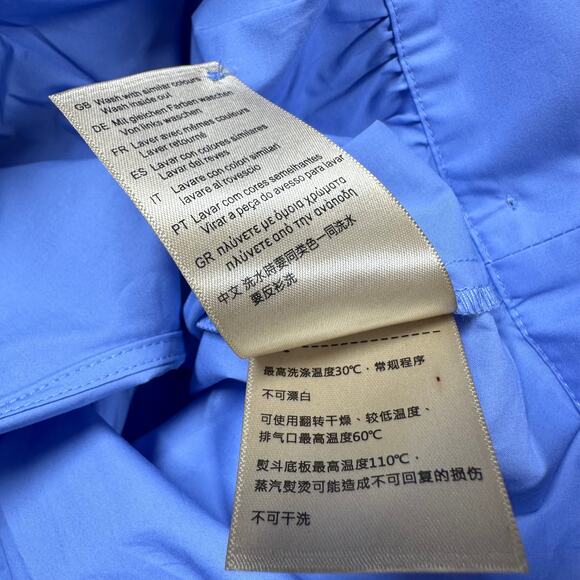 GB Wash with similar colours
Wash inside out
DE Mit gleichen Farben waschen
Von links waschen
FR Laver avec mêmes couleurs
Laver retourné
ES Lavar con colores similares
Lavar del reves
IT Lavare con colori similari
lavare al rovescio
PT Lavar com cores semelhantes
Virar a peça do avesso para lavar
GR πλύνετε με όμοια χρώματα
πλύνετε από την ανάποδη
中文 洗水時要同类色一同洗水
要反衫洗
最高洗涤温度30℃，常规程序
不可漂白
可使用翻转干燥、较低温度、
排气口最高温度60℃
熨斗底板最高温度110℃，
蒸汽熨烫可能造成不可回复的损伤
不可干洗